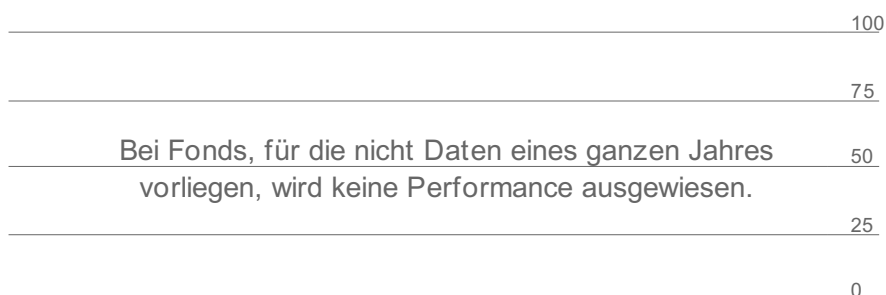 100
75
Bei Fonds, für die nicht Daten eines ganzen Jahres
50
vorliegen, wird keine Performance ausgewiesen.
25
0